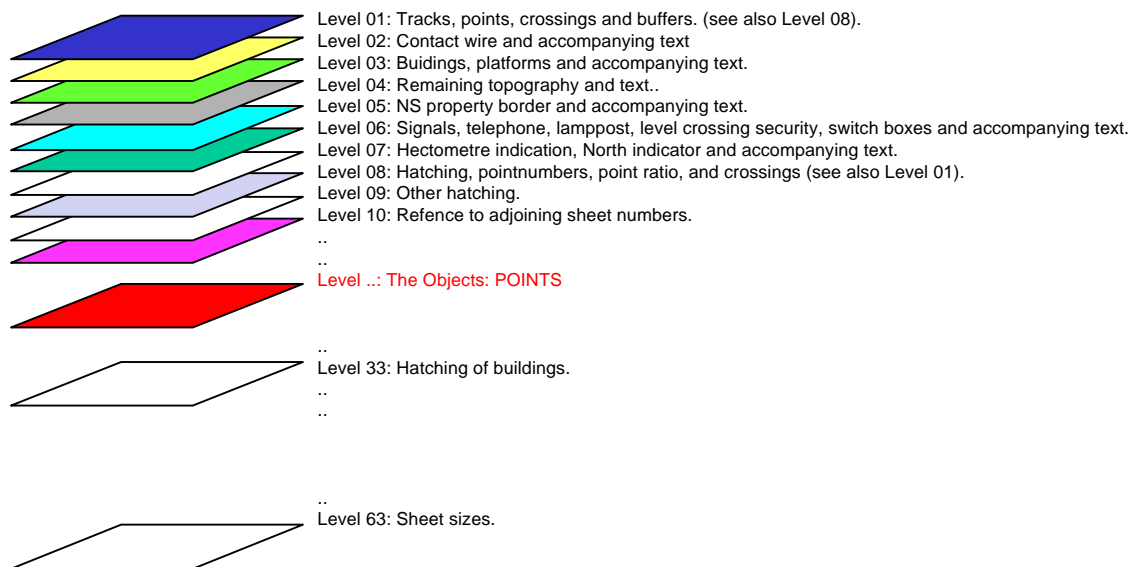 Level 01: Tracks, points, crossings and buffers. (see also Level 08).
Level 02: Contact wire and accompanying text
Level 03: Buidings, platforms and accompanying text.
Level 04: Remaining topography and text..
Level 05: NS property border and accompanying text.
Level 06: Signals, telephone, lamppost, level crossing security, switch boxes and accompanying text.
Level 07: Hectometre indication, North indicator and accompanying text.
Level 08: Hatching, pointnumbers, point ratio, and crossings (see also Level 01).
Level 09: Other hatching.
Level 10: Refence to adjoining sheet numbers.
..
..
Level ..: The Objects: POINTS
..
Level 33: Hatching of buildings.
..
..
..
Level 63: Sheet sizes.